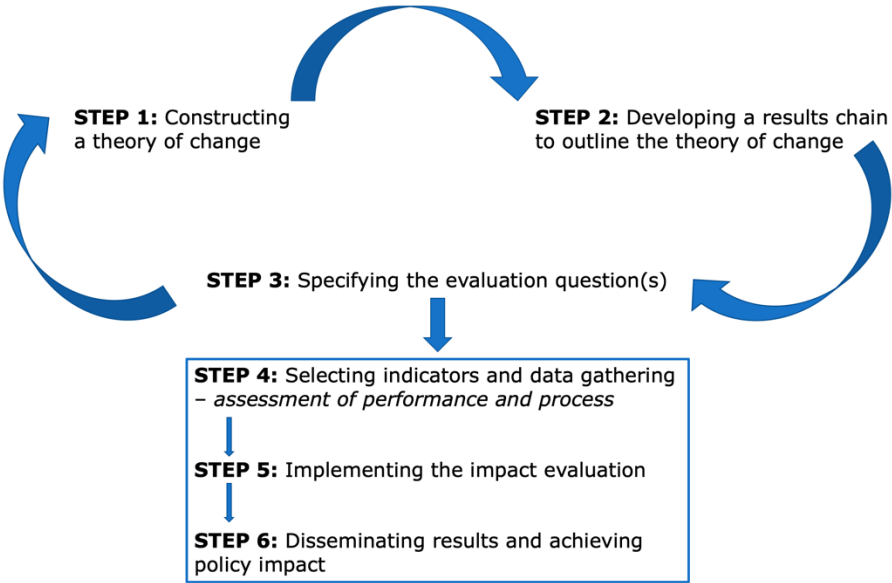 STEP 1: Constructing
a theory of change
STEP 2: Developing a results chain
to outline the theory of change
STEP 3: Specifying the evaluation question(s)
STEP 4: Selecting indicators and data gathering
– assessment of performance and process
STEP 5: Implementing the impact evaluation
STEP 6: Disseminating results and achieving
policy impact